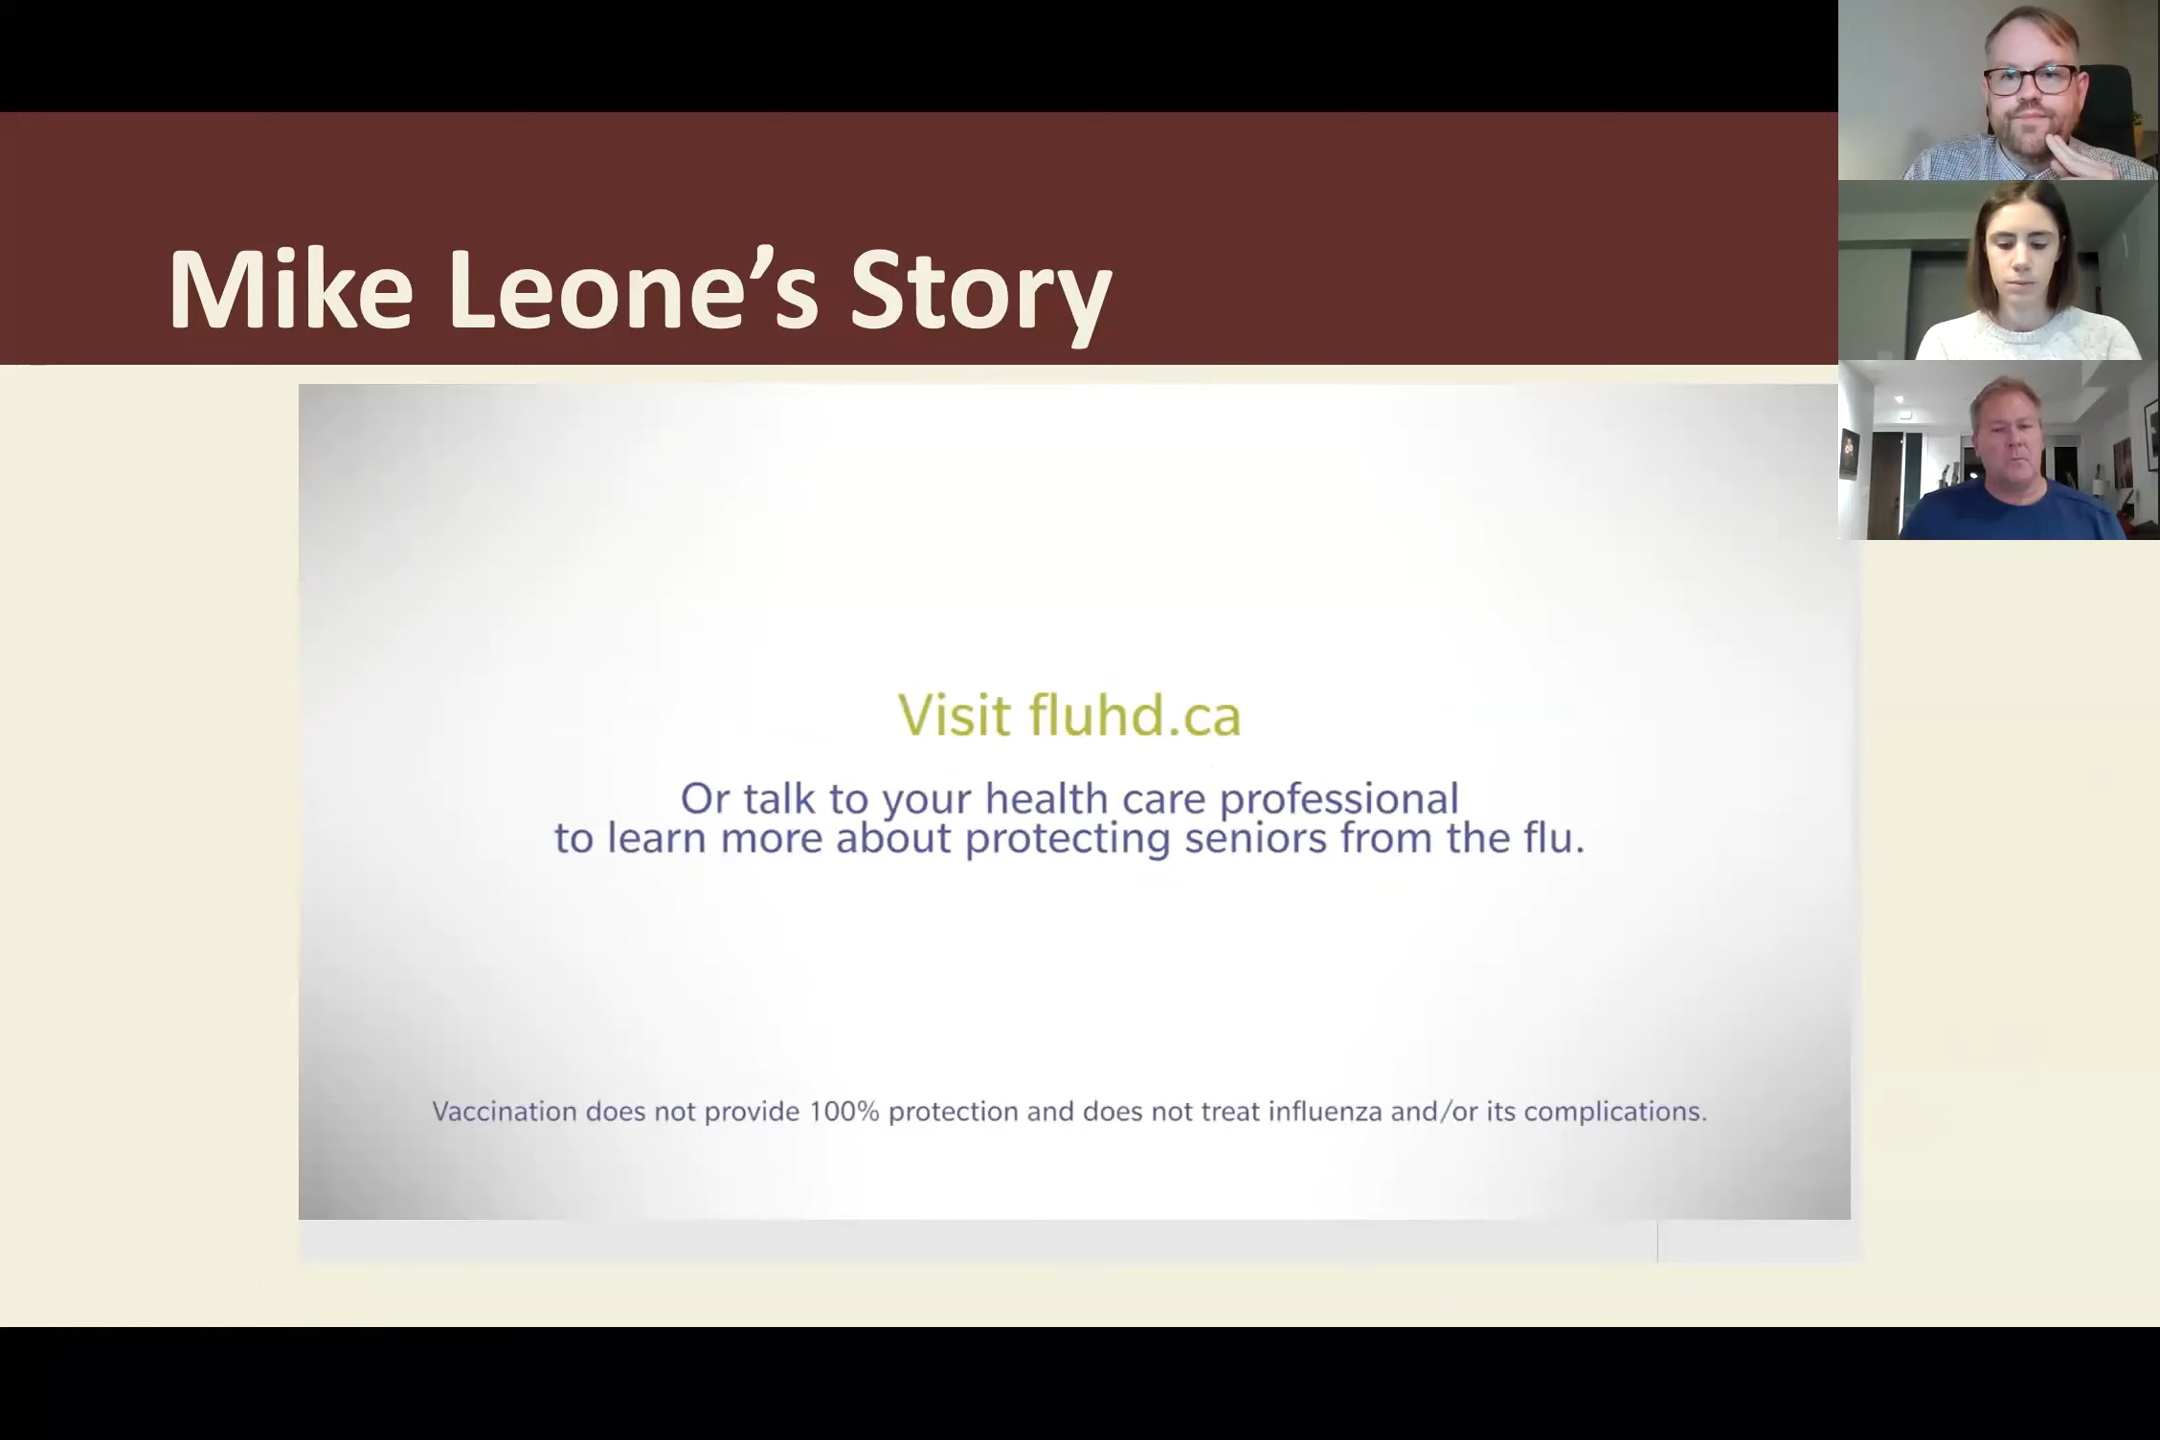 Mike Leone’s Story
Visit fluhd.ca
Or talk to your health care professional
to learn more about protecting seniors from the flu.
Vaccination does not provide 100% protection and does not treat influenza and/or its complications.